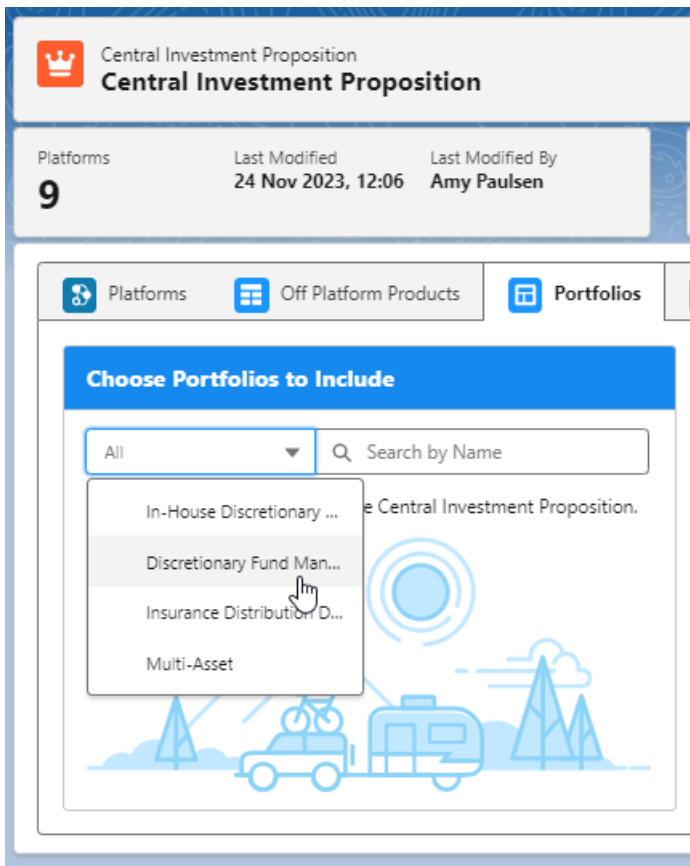 Central Investment Proposition
Central Investment Proposition
Platforms
9
Last Modified
24 Nov 2023, 12:06
Last Modified By
Amy Paulsen
Platforms
Off Platform Products
Portfolios
Choose Portfolios to Include
All
Search by Name
Central Investment Proposition.
In-House Discretionary ...
Discretionary Fund Man...
Insurance Distribution D...
Multi-Asset